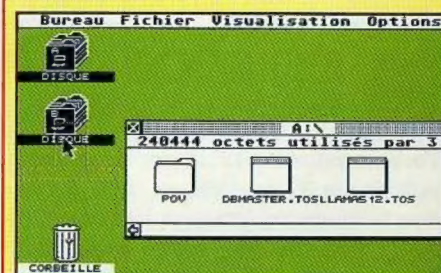 Bureau Fichier Visualisation Options
A
DISQUE
B
DISQUE
A:\
240444 octets utilisés par 3
POV
DBMASTER.TOS
LLAMAS12.TOS
CORBEILLE